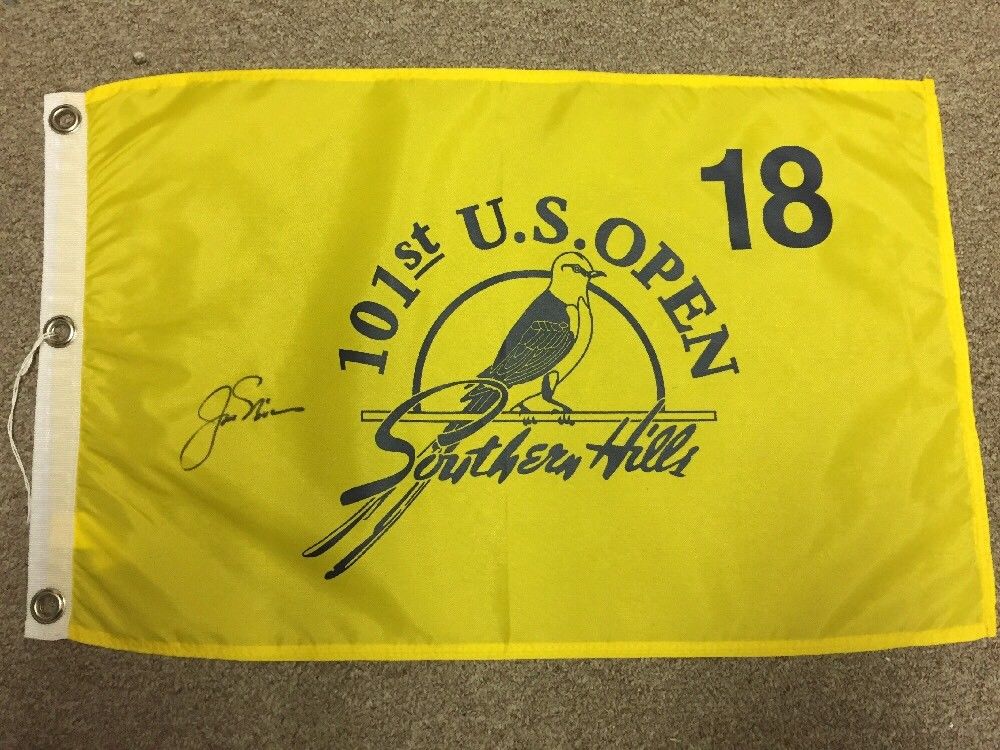 18
101st U.S. OPEN
Southern Hills